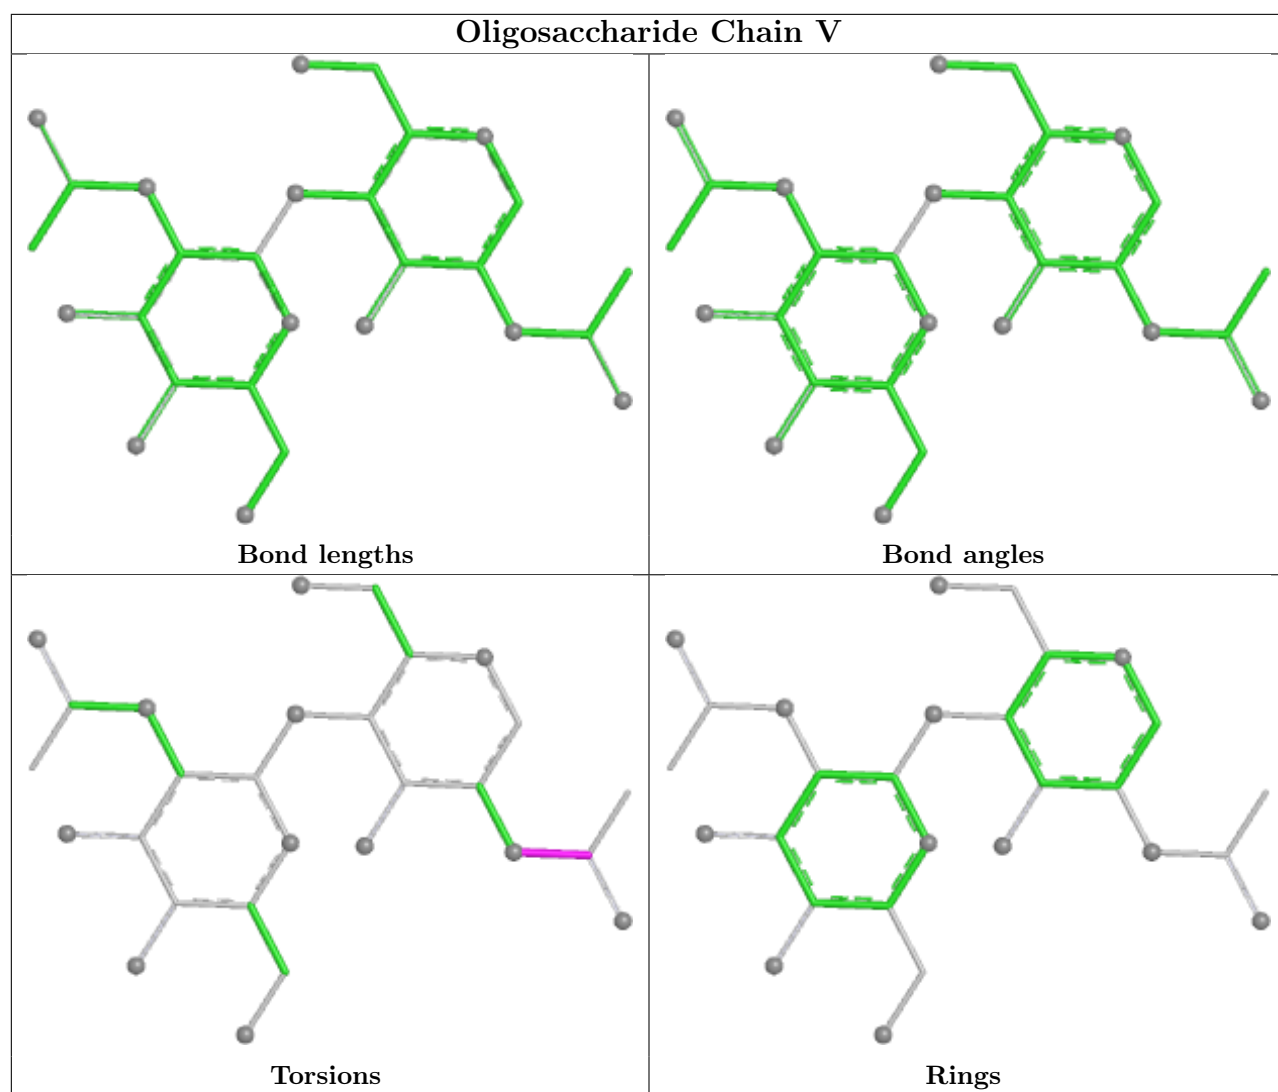 Oligosaccharide Chain V
Bond lengths
Bond angles
Torsions
Rings